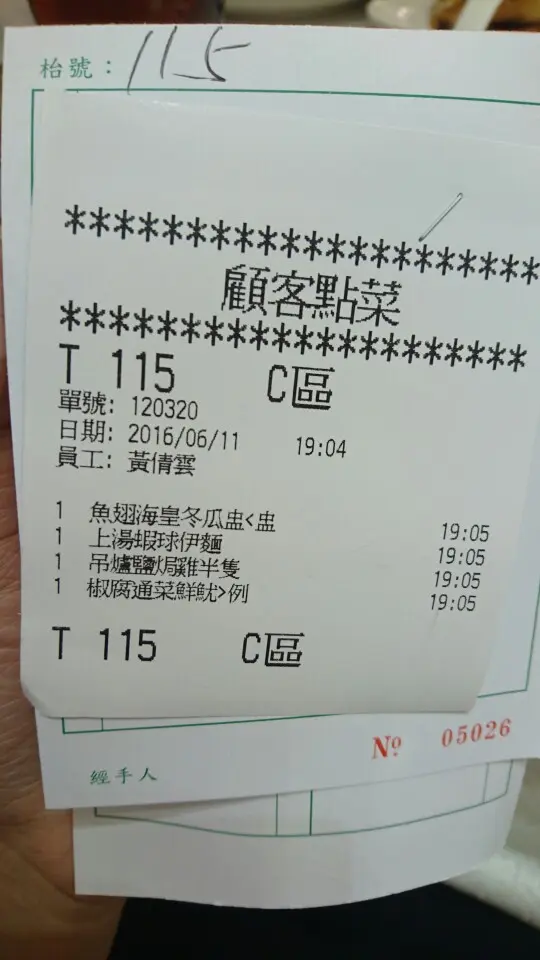 枱號：115
*********************
顧客點菜
*********************
T 115 C區
單號: 120320
日期: 2016/06/11 19:04
員工: 黃倩雲
1 魚翅海皇冬瓜盅<盅 19:05
1 上湯蝦球伊麵 19:05
1 吊爐鹽焗雞半隻 19:05
1 椒腐通菜鮮魷>例 19:05
T 115 C區
Nº 05026
經手人